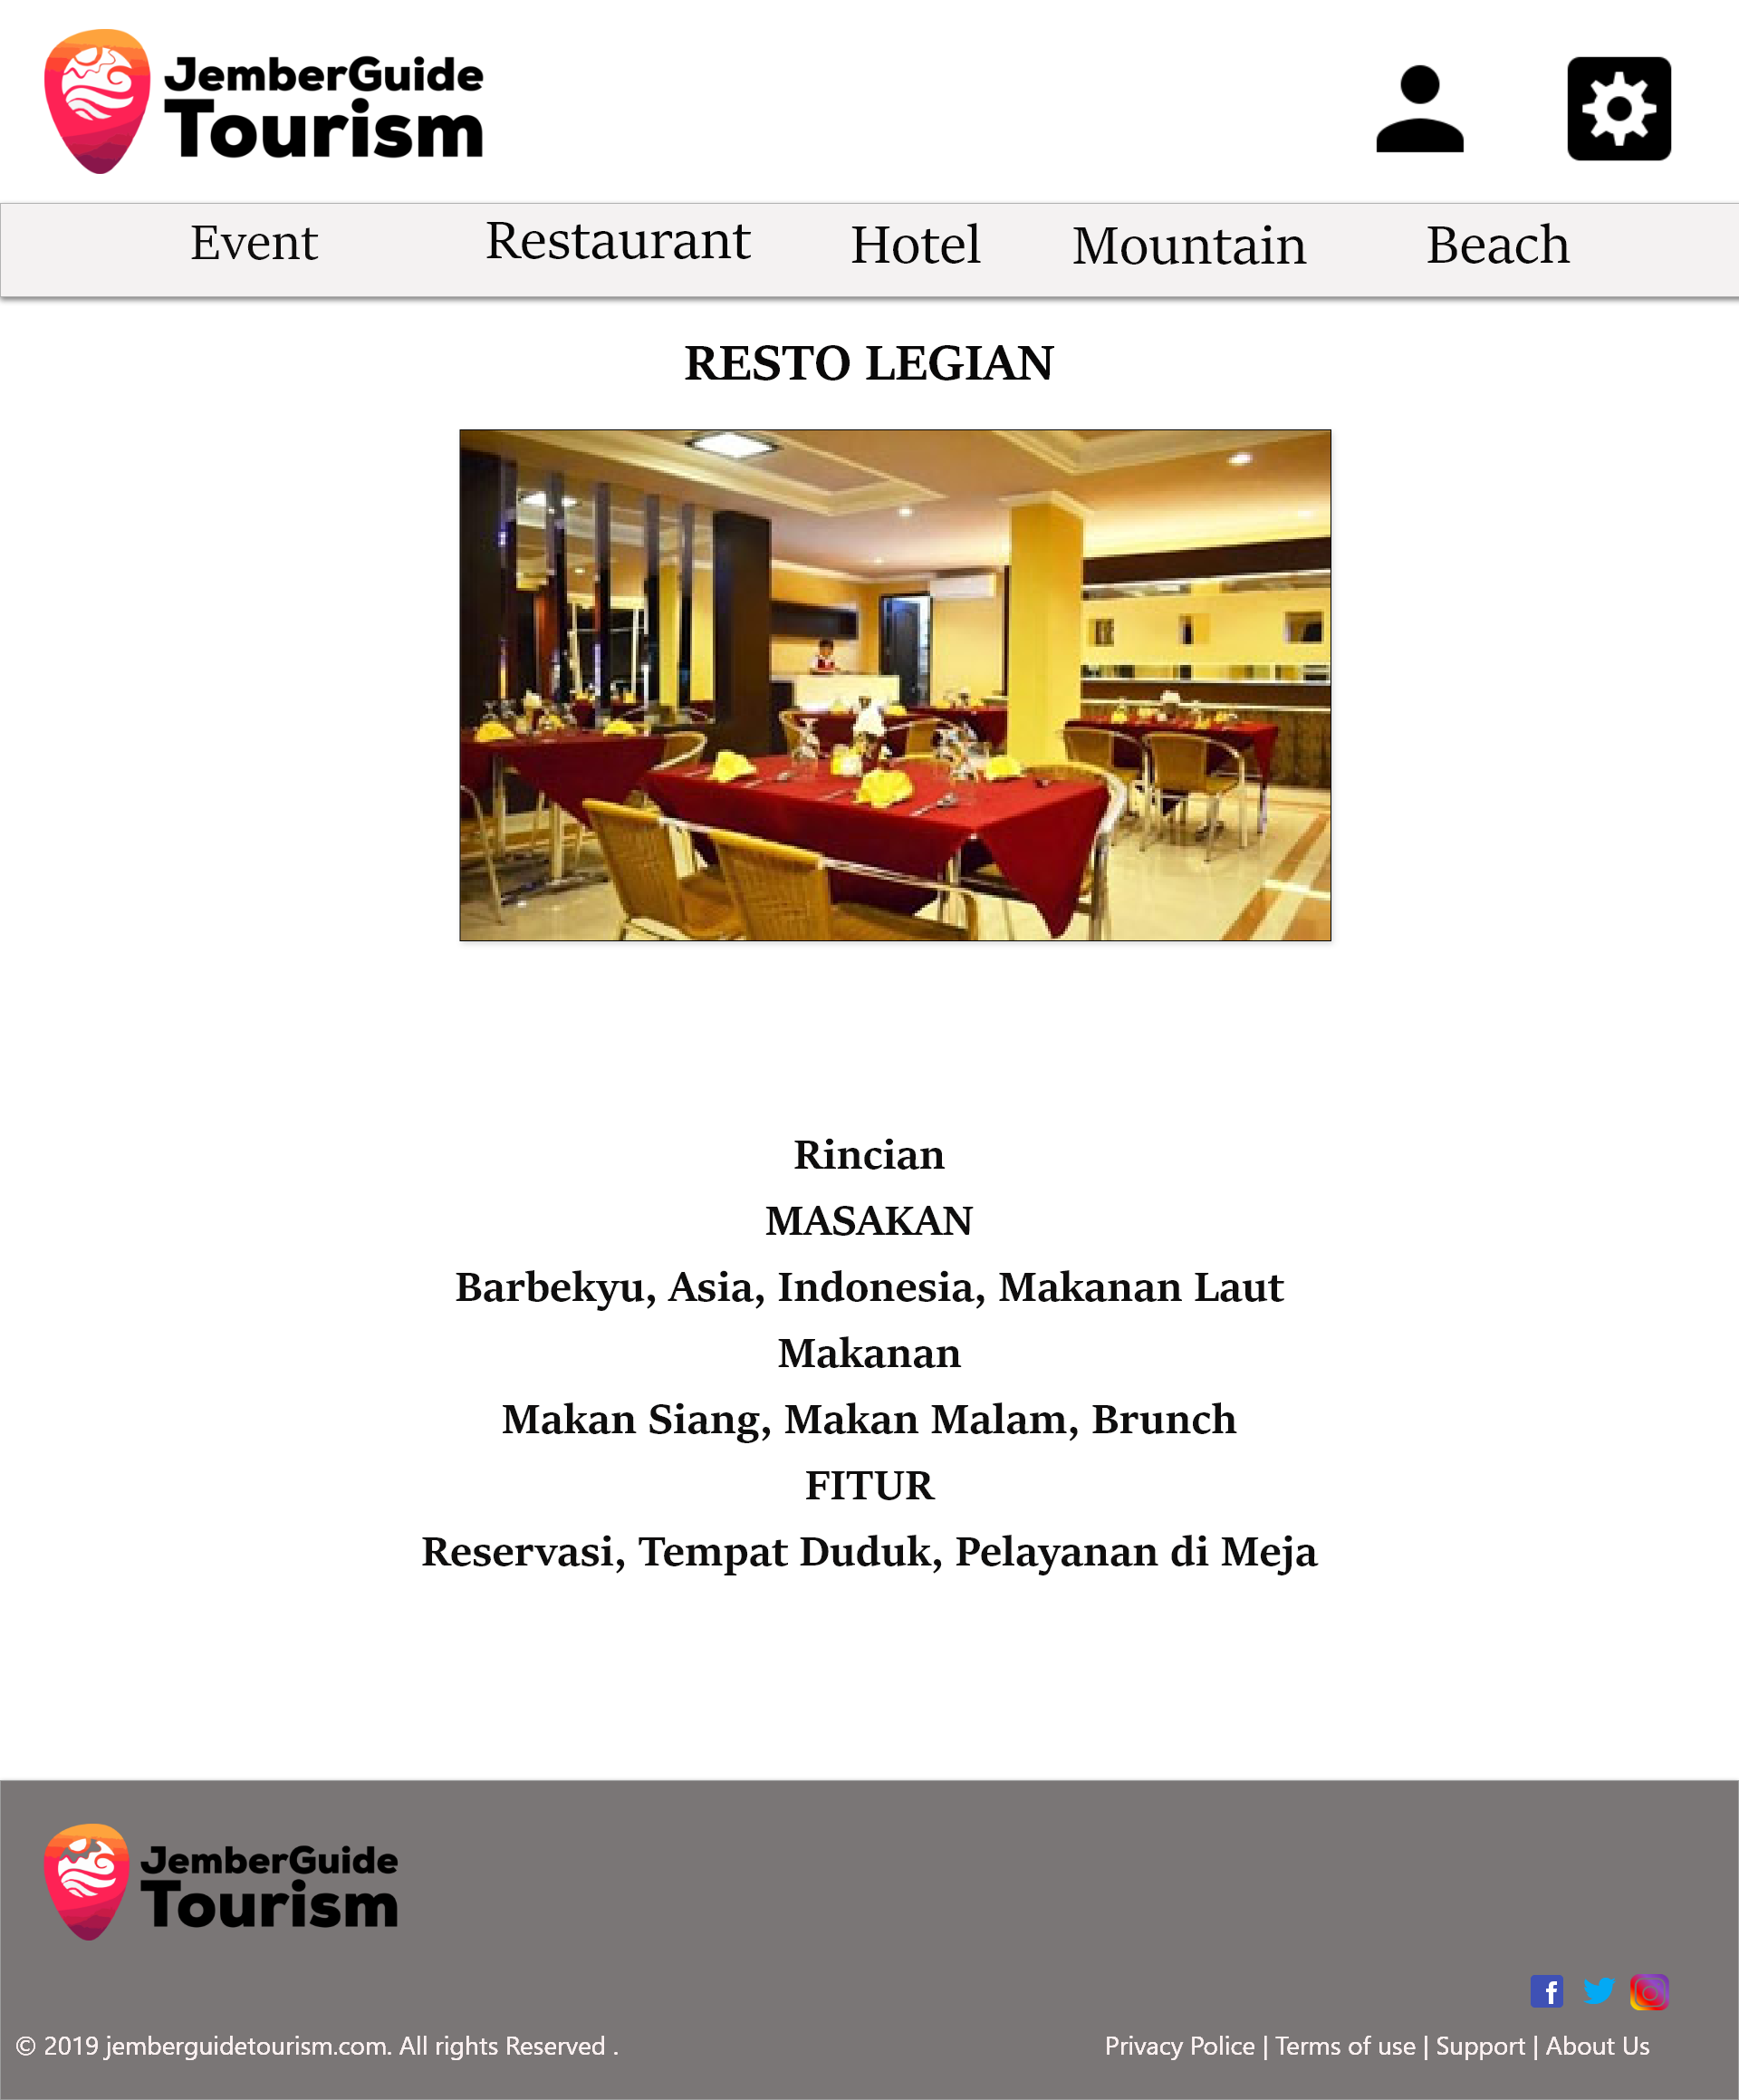 JemberGuide
Tourism
Event Restaurant Hotel Mountain Beach
RESTO LEGIAN
Rincian
MASAKAN
Barbekyu, Asia, Indonesia, Makanan Laut
Makanan
Makan Siang, Makan Malam, Brunch
FITUR
Reservasi, Tempat Duduk, Pelayanan di Meja
JemberGuide
Tourism
© 2019 jemberguidetourism.com. All rights Reserved .
Privacy Police | Terms of use | Support | About Us